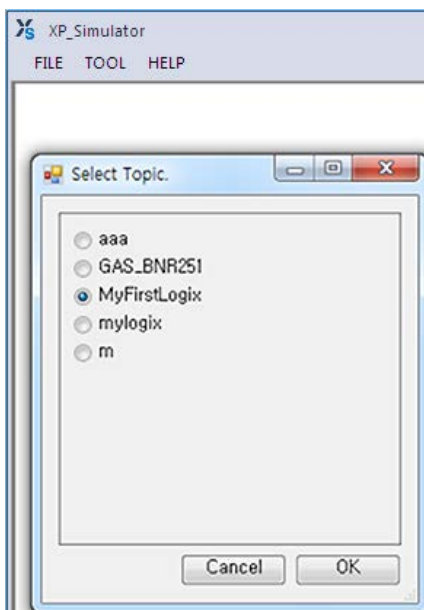 XP_Simulator
FILE TOOL HELP
Select Topic.
aaa
GAS_BNR251
MyFirstLogix
mylogix
m
Cancel OK